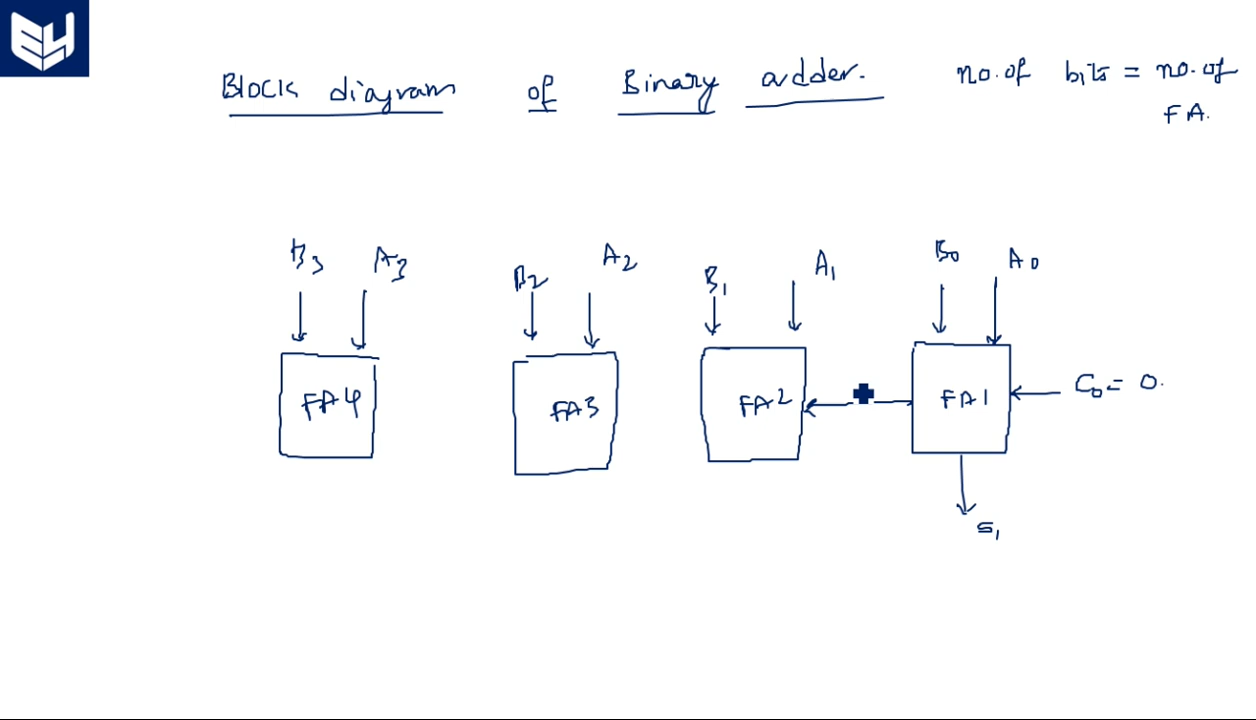 Block diagram of Binary adder. no. of bits = no. of
FA.
B3 A3 B2 A2 B1 A1 B0 A0
FA4 FA3 FA2 FA1 C0 = 0.
S1